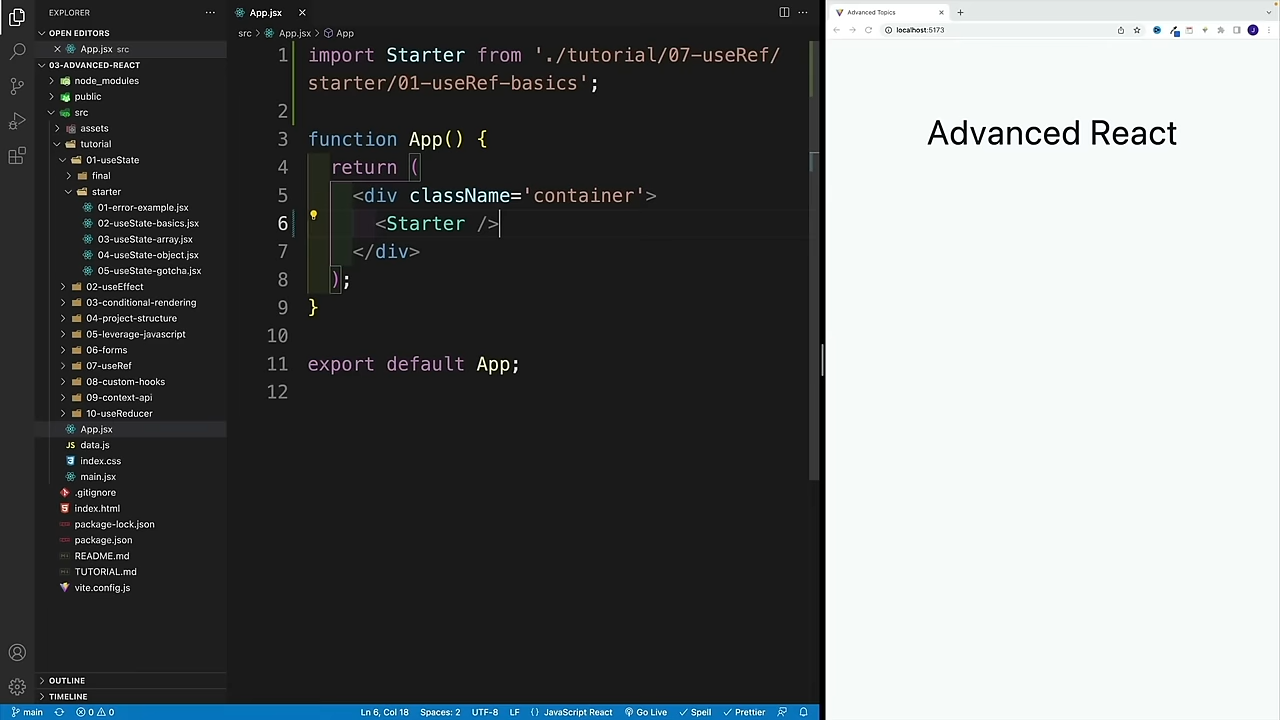 EXPLORER
OPEN EDITORS
App.jsx src
03-ADVANCED-REACT
node_modules
public
src
assets
tutorial
01-useState
final
starter
01-error-example.jsx
02-useState-basics.jsx
03-useState-array.jsx
04-useState-object.jsx
05-useState-gotcha.jsx
02-useEffect
03-conditional-rendering
04-project-structure
05-leverage-javascript
06-forms
07-useRef
08-custom-hooks
09-context-api
10-useReducer
App.jsx
JS data.js
index.css
main.jsx
.gitignore
index.html
package-lock.json
package.json
README.md
TUTORIAL.md
vite.config.js
OUTLINE
TIMELINE
App.jsx
src > App.jsx > App
1 import Starter from './tutorial/07-useRef/
starter/01-useRef-basics';
2
3 function App() {
4 return (
5 <div className='container'>
6 <Starter />
7 </div>
8 );
9 }
10
11 export default App;
12
main 0 0 Ln 6, Col 18 Spaces: 2 UTF-8 LF {} JavaScript React Go Live Spell Prettier
Advanced Topics
localhost:5173
J
Advanced React